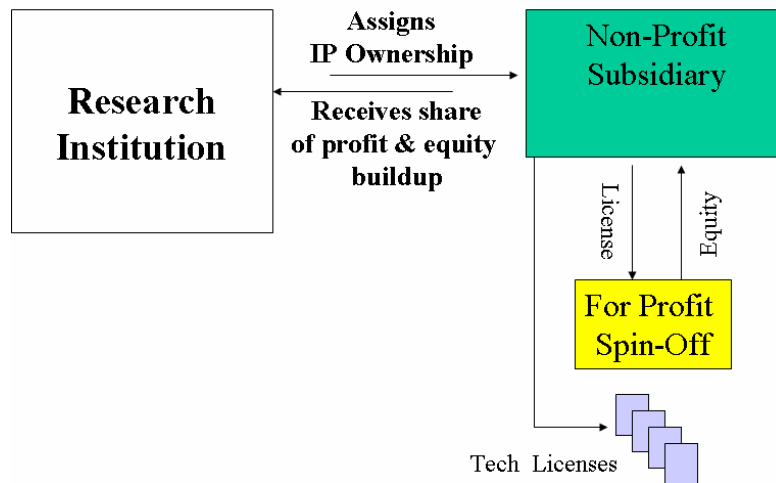 Research
Institution
Assigns
IP Ownership
Receives share
of profit & equity
buildup
Non-Profit
Subsidiary
License
Equity
For Profit
Spin-Off
Tech Licenses